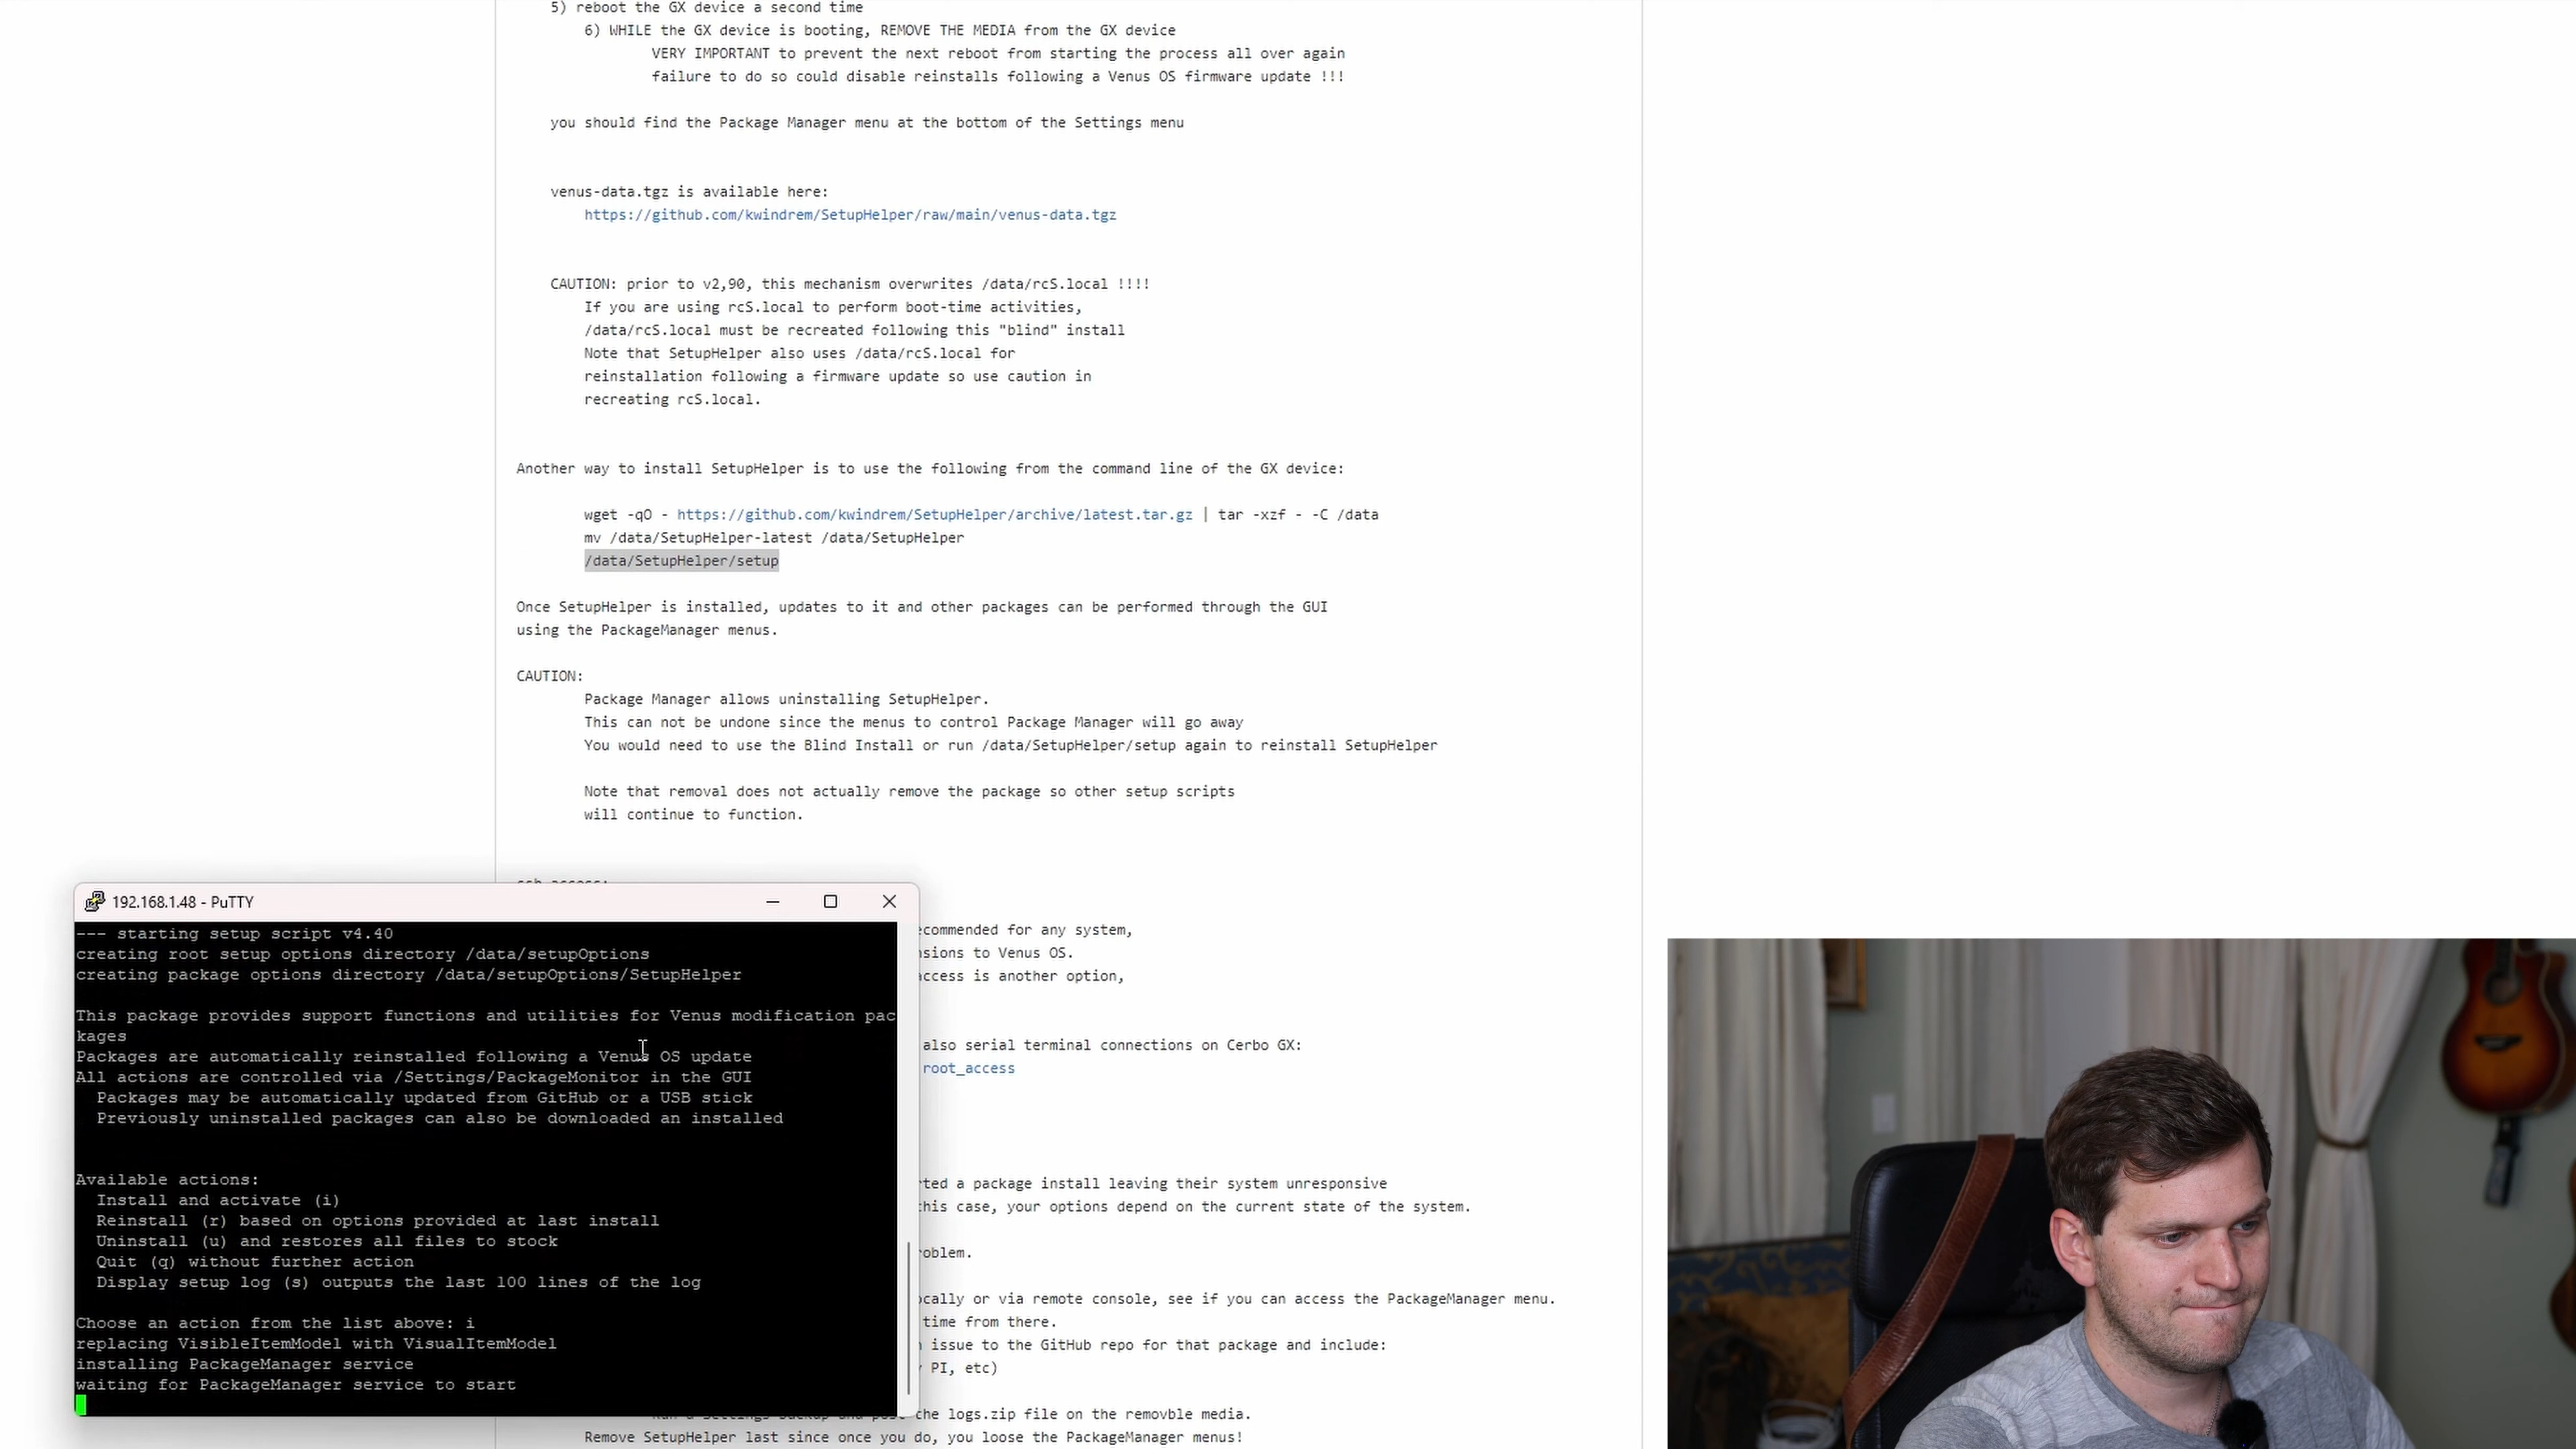 5) reboot the GX device a second time
6) WHILE the GX device is booting, REMOVE THE MEDIA from the GX device
VERY IMPORTANT to prevent the next reboot from starting the process all over again
failure to do so could disable reinstalls following a Venus OS firmware update !!!
you should find the Package Manager menu at the bottom of the Settings menu
venus-data.tgz is available here:
https://github.com/kwindrem/SetupHelper/raw/main/venus-data.tgz
CAUTION: prior to v2,90, this mechanism overwrites /data/rcS.local !!!!
If you are using rcS.local to perform boot-time activities,
/data/rcS.local must be recreated following this "blind" install
Note that SetupHelper also uses /data/rcS.local for
reinstallation following a firmware update so use caution in
recreating rcS.local.
Another way to install SetupHelper is to use the following from the command line of the GX device:
wget -qO - https://github.com/kwindrem/SetupHelper/archive/latest.tar.gz | tar -xzf - -C /data
mv /data/SetupHelper-latest /data/SetupHelper
/data/SetupHelper/setup
Once SetupHelper is installed, updates to it and other packages can be performed through the GUI
using the PackageManager menus.
CAUTION:
Package Manager allows uninstalling SetupHelper.
This can not be undone since the menus to control Package Manager will go away
You would need to use the Blind Install or run /data/SetupHelper/setup again to reinstall SetupHelper
Note that removal does not actually remove the package so other setup scripts
will continue to function.
commended for any system,
sions to Venus OS.
access is another option,
also serial terminal connections on Cerbo GX:
root_access
rted a package install leaving their system unresponsive
this case, your options depend on the current state of the system.
oblem.
ocally or via remote console, see if you can access the PackageManager menu.
time from there.
issue to the GitHub repo for that package and include:
PI, etc)
the logs.zip file on the removble media.
Remove SetupHelper last since once you do, you loose the PackageManager menus!
192.168.1.48 - PuTTY
--- starting setup script v4.40
creating root setup options directory /data/setupOptions
creating package options directory /data/setupOptions/SetupHelper
This package provides support functions and utilities for Venus modification pac
kages
Packages are automatically reinstalled following a Venus OS update
All actions are controlled via /Settings/PackageMonitor in the GUI
Packages may be automatically updated from GitHub or a USB stick
Previously uninstalled packages can also be downloaded an installed
Available actions:
Install and activate (i)
Reinstall (r) based on options provided at last install
Uninstall (u) and restores all files to stock
Quit (q) without further action
Display setup log (s) outputs the last 100 lines of the log
Choose an action from the list above: i
replacing VisibleItemModel with VisualItemModel
installing PackageManager service
waiting for PackageManager service to start